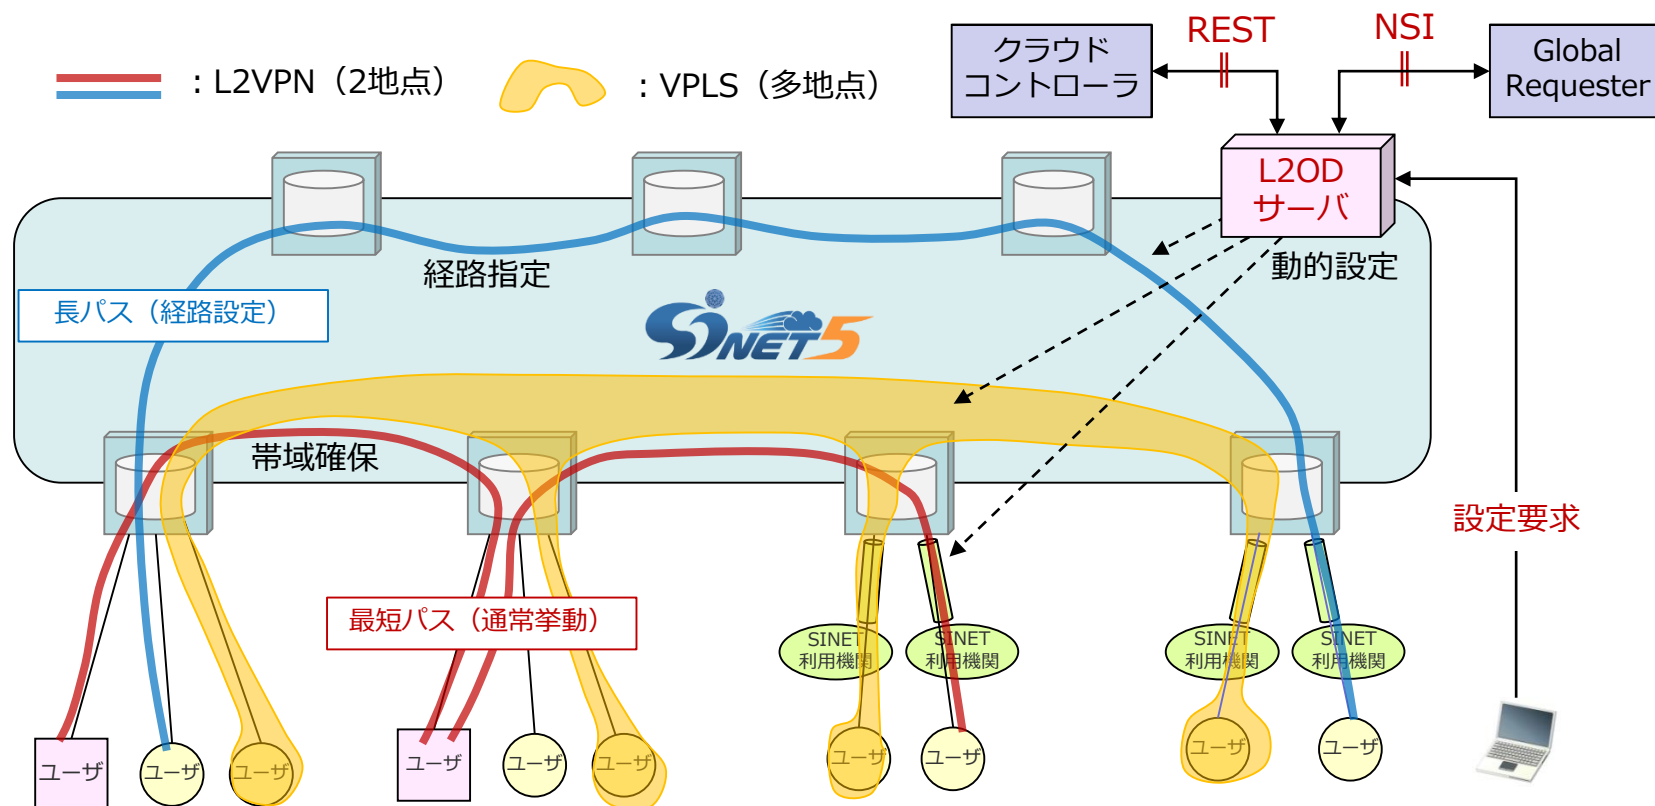 REST
NSI
クラウド
コントローラ
Global
Requester
：L2VPN（2地点）
：VPLS（多地点）
L2OD
サーバ
経路指定
動的設定
長パス（経路設定）
SINET5
帯域確保
設定要求
最短パス（通常挙動）
SINET
利用機関
SINET
利用機関
SINET
利用機関
SINET
利用機関
ユーザ
ユーザ
ユーザ
ユーザ
ユーザ
ユーザ
ユーザ
ユーザ
ユーザ
ユーザ